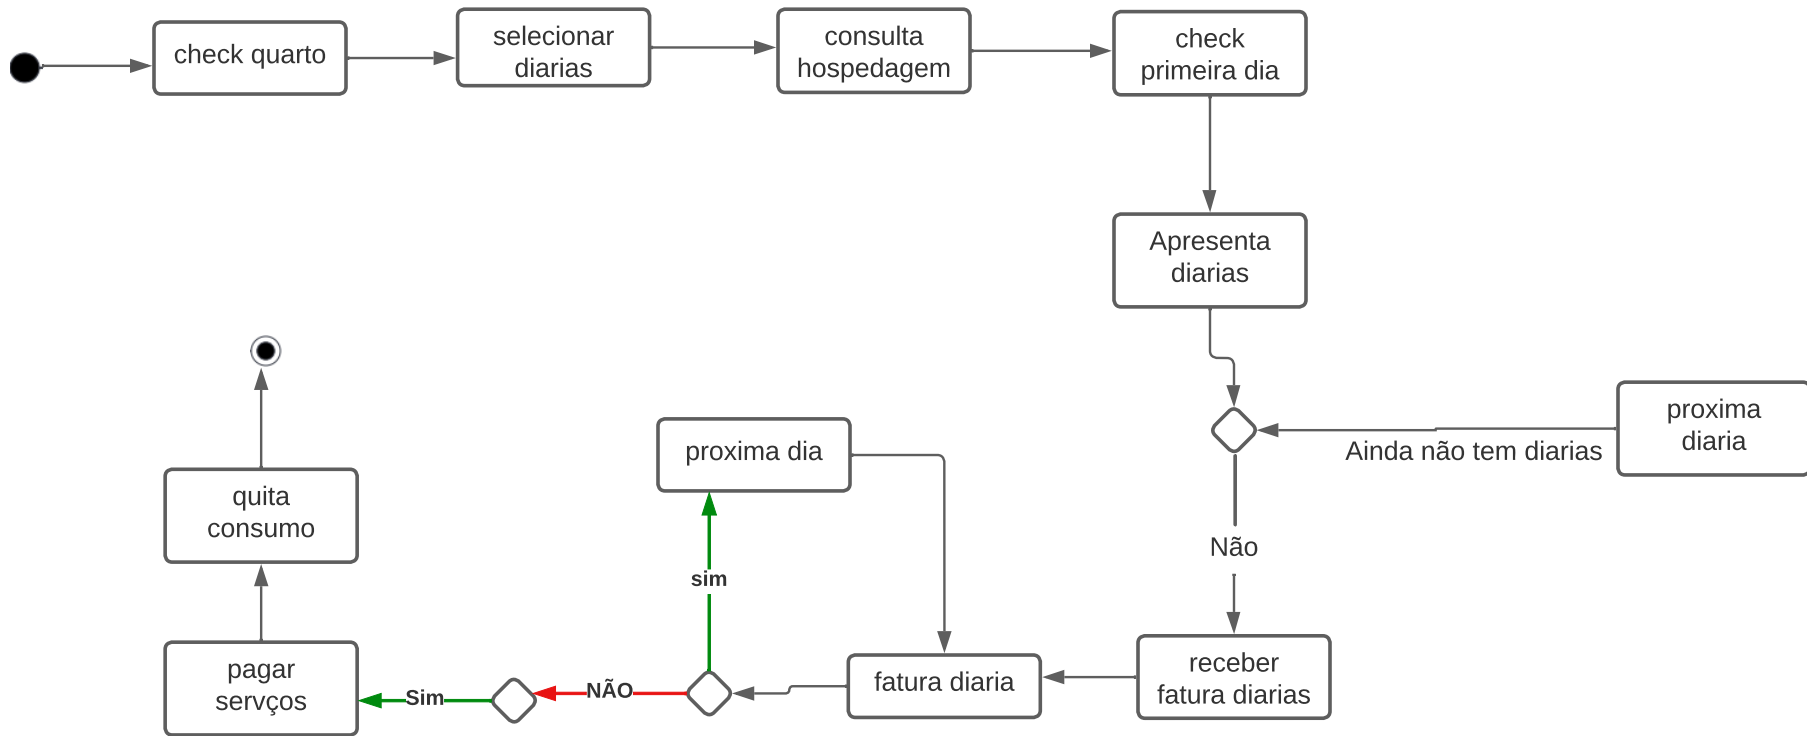 check quarto
selecionar
diarias
consulta
hospedagem
check
primeira dia
Apresenta
diarias
proxima
diaria
Ainda não tem diarias
Não
receber
fatura diarias
fatura diaria
proxima dia
sim
NÃO
Sim
pagar
servços
quita
consumo